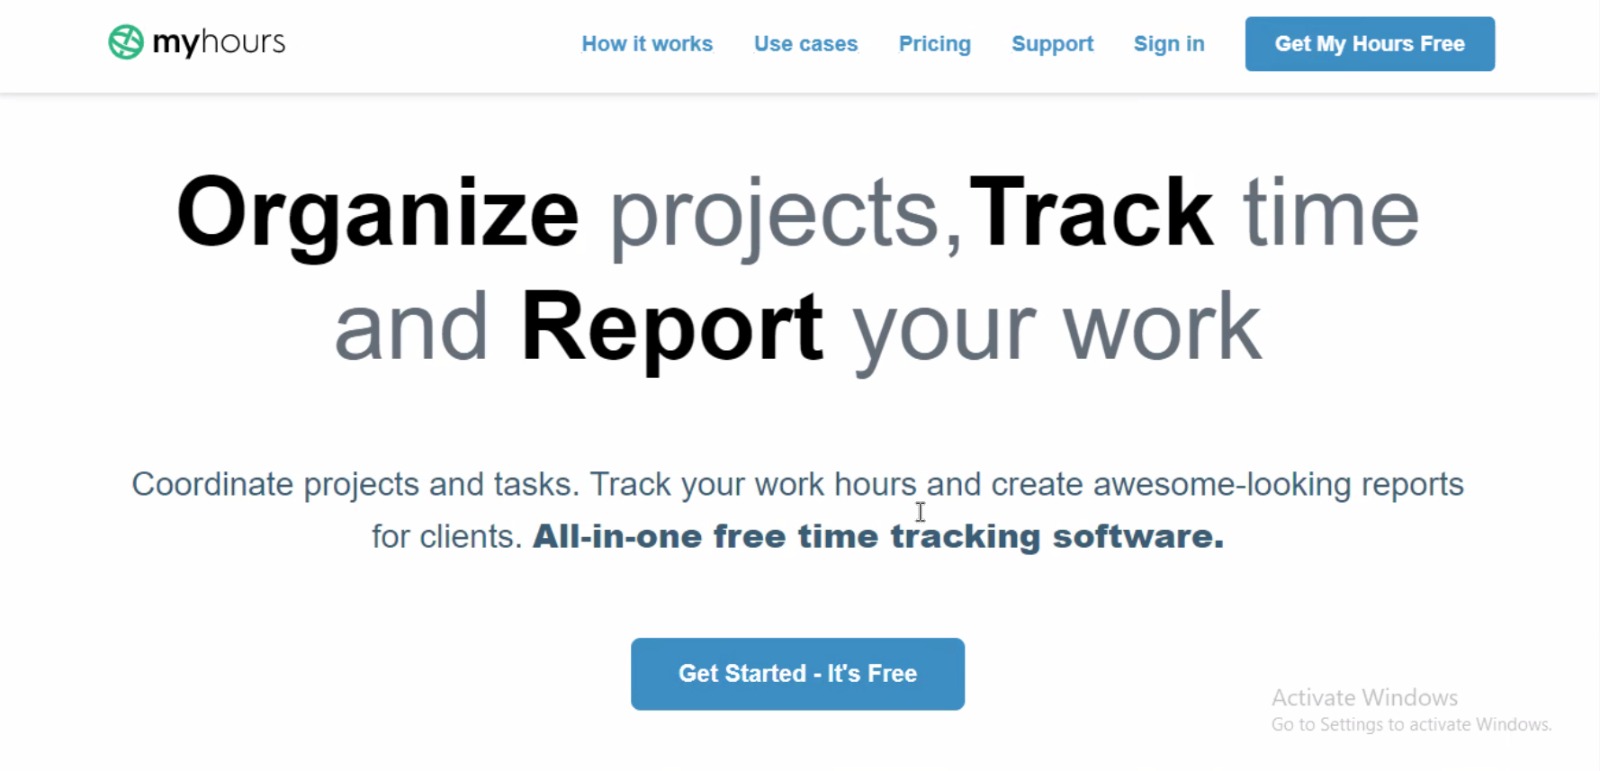 myhours
How it works Use cases Pricing Support Sign in Get My Hours Free
Organize projects,Track time
and Report your work
Coordinate projects and tasks. Track your work hours and create awesome-looking reports
for clients. All-in-one free time tracking software.
Get Started - It's Free
Activate Windows
Go to Settings to activate Windows.